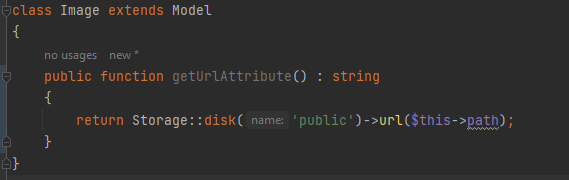 class Image extends Model
{
no usages new *
public function getUrlAttribute() : string
{
return Storage::disk( name: 'public')->url($this->path);
}
}